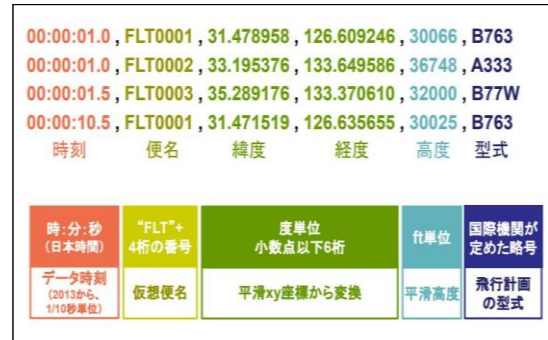 00:00:01.0 , FLT0001 , 31.478958 , 126.609246 , 30066 , B763
00:00:01.0 , FLT0002 , 33.195376 , 133.649586 , 36748 , A333
00:00:01.5 , FLT0003 , 35.289176 , 133.370610 , 32000 , B77W
00:00:10.5 , FLT0001 , 31.471519 , 126.635655 , 30025 , B763
時刻 便名 緯度 経度 高度 型式
時:分:秒
(日本時間)
“FLT”+
4桁の番号
度単位
小数点以下6桁
ft単位
国際機関が
定めた略号
データ時刻
(2013から、
1/10秒単位)
仮想便名
平滑xy座標から変換
平滑高度
飛行計画
の型式